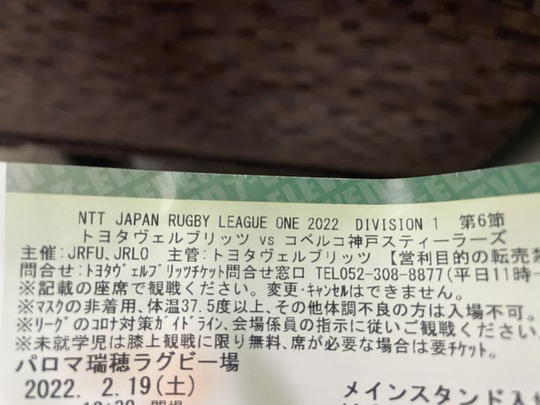 7-ELEVEN
NTT JAPAN RUGBY LEAGUE ONE 2022 DIVISION 1 第6節
トヨタヴェルブリッツ vs コベルコ神戸スティーラーズ
主催:JRFU、JRLO 主管:トヨタヴェルブリッツ 【営利目的の転売禁
問合せ:トヨタヴェルブリッツチケット問合せ窓口 TEL052-308-8877(平日11時-
※記載の座席で観戦ください。変更・キャンセルはできません。
※マスクの非着用、体温37.5度以上、その他体調不良の方は入場不可。
※リーグのコロナ対策ガイドライン、会場係員の指示に従いご観戦ください。
※未就学児は膝上観戦に限り無料、席が必要な場合は要チケット。
パロマ瑞穂ラグビー場
2022. 2.19(土)
メインスタンド入場